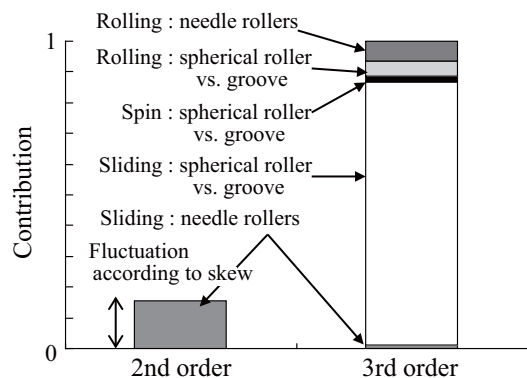 1
Rolling : needle rollers
Rolling : spherical roller
vs. groove
Spin : spherical roller
vs. groove
Sliding : spherical roller
vs. groove
Sliding : needle rollers
Fluctuation
according to skew
Contribution
0
2nd order
3rd order